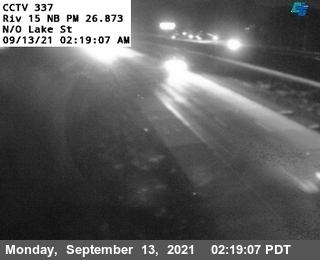 CCTV 337
Riv 15 NB PM 26.873
N/O Lake St
09/13/21 02:19:07 AM
Monday, September 13, 2021 02:19:07 PDT